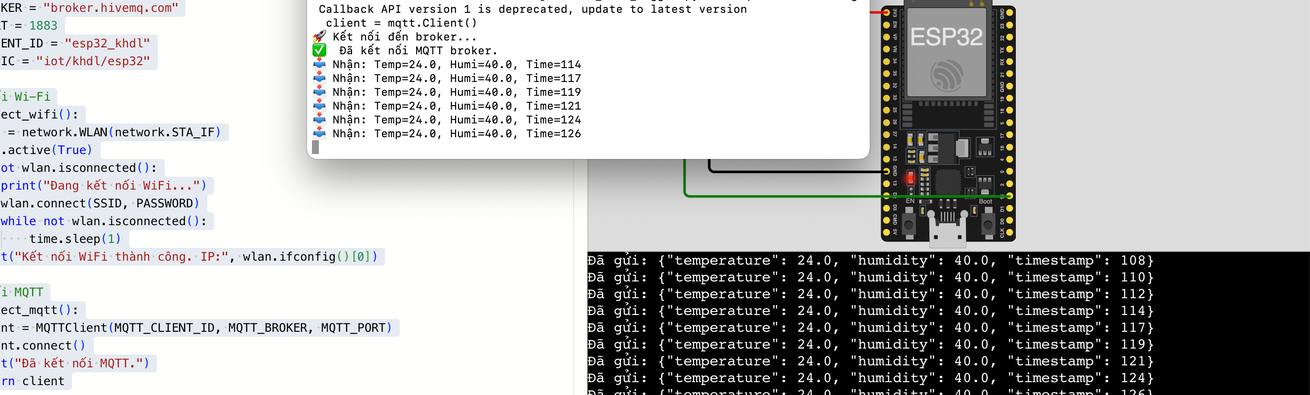 KER = "broker.hivemq.com"
T = 1883
ENT_ID = "esp32_khdl"
IC = "iot/khdl/esp32"
i Wi-Fi
ect_wifi():
= network.WLAN(network.STA_IF)
.active(True)
ot wlan.isconnected():
print("Đang kết nối WiFi...")
wlan.connect(SSID, PASSWORD)
while not wlan.isconnected():
time.sleep(1)
t("Kết nối WiFi thành công. IP:", wlan.ifconfig()[0])
i MQTT
ect_mqtt():
nt = MQTTClient(MQTT_CLIENT_ID, MQTT_BROKER, MQTT_PORT)
nt.connect()
t("Đã kết nối MQTT.")
rn client
Callback API version 1 is deprecated, update to latest version
client = mqtt.Client()
🚀 Kết nối đến broker...
✅ Đã kết nối MQTT broker.
📥 Nhận: Temp=24.0, Humi=40.0, Time=114
📥 Nhận: Temp=24.0, Humi=40.0, Time=117
📥 Nhận: Temp=24.0, Humi=40.0, Time=119
📥 Nhận: Temp=24.0, Humi=40.0, Time=121
📥 Nhận: Temp=24.0, Humi=40.0, Time=124
📥 Nhận: Temp=24.0, Humi=40.0, Time=126
ESP32
EN
Boot
Đã gửi: {"temperature": 24.0, "humidity": 40.0, "timestamp": 108}
Đã gửi: {"temperature": 24.0, "humidity": 40.0, "timestamp": 110}
Đã gửi: {"temperature": 24.0, "humidity": 40.0, "timestamp": 112}
Đã gửi: {"temperature": 24.0, "humidity": 40.0, "timestamp": 114}
Đã gửi: {"temperature": 24.0, "humidity": 40.0, "timestamp": 117}
Đã gửi: {"temperature": 24.0, "humidity": 40.0, "timestamp": 119}
Đã gửi: {"temperature": 24.0, "humidity": 40.0, "timestamp": 121}
Đã gửi: {"temperature": 24.0, "humidity": 40.0, "timestamp": 124}
Đã gửi: {"temperature": 24.0, "humidity": 40.0, "timestamp": 126}